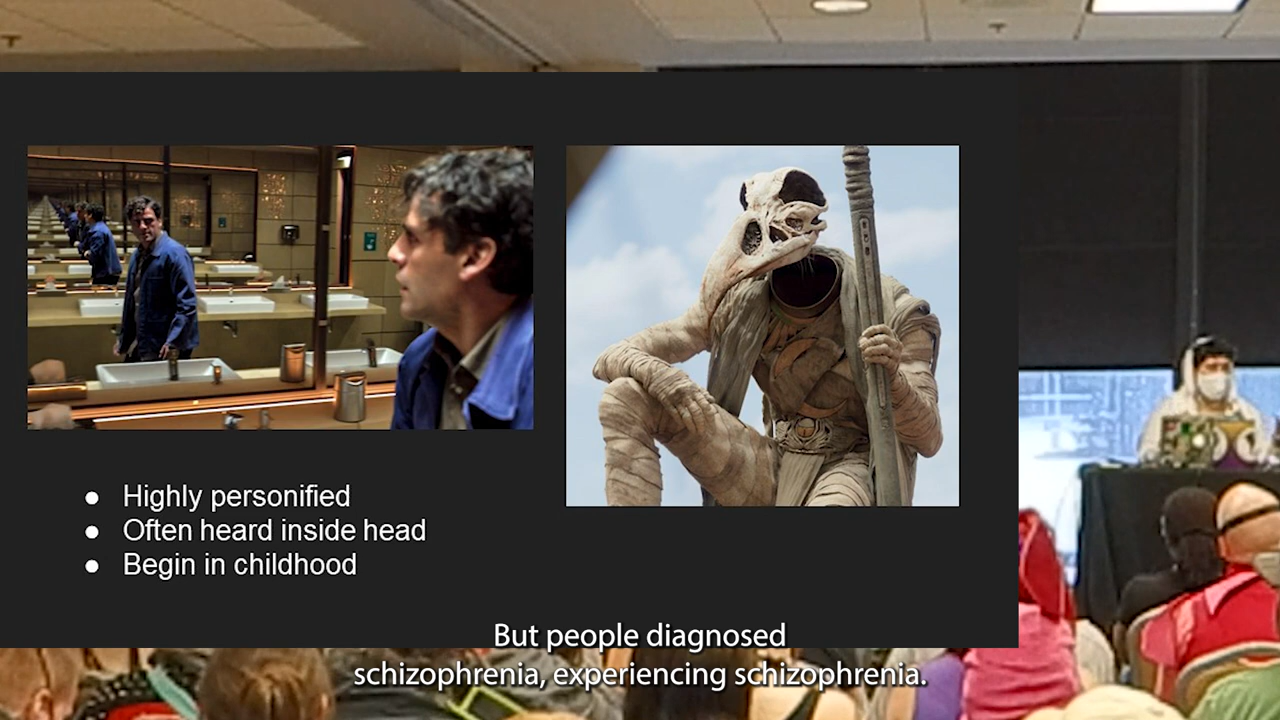 ● Highly personified
● Often heard inside head
● Begin in childhood
But people diagnosed
schizophrenia, experiencing schizophrenia.